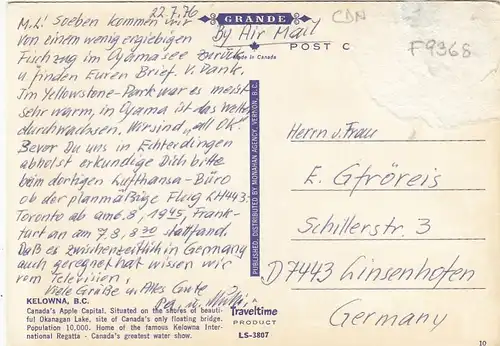 22.7.76
M.L.! Soeben kommen wir
von einem wenig ergiebigen
Fischzug im Oyamasee zurück
u. finden Euren Brief. V. Dank.
Im Yellowstone-Park war es meist
sehr warm, in Oyama ist das Wetter
durchwachsen. Wir sind „all ok".
Bevor Du uns in Echterdingen
abholst erkundige Dich bitte
beim dortigen Lufthansa-Büro
ob der planmäßige Flug LH443-
Toronto ab am 6.8., 1945, Frank-
furt an am 7.8., 8 30 stattfand.
Daß es zwischenzeitlich in Germany
auch geregnet hat wissen wir
vom Television.
Viele Grüße u. Alles Gute
KELOWNA, B.C.
Canada's Apple Capital. Situated on the shores of beauti-
ful Okanagan Lake, site of Canada's only floating bridge.
Population 10,000. Home of the famous Kelowna Inter-
national Regatta - Canada's greatest water show.
GRANDE
By Air Mail
Made in Canada
POST C
CDN
F9368
PUBLISHED, DISTRIBUTED BY MONAHAN AGENCY, VERNON, B.C.
A
Traveltime
PRODUCT
LS-3807
Herrn u. Frau
E. Gfröreis
Schillerstr. 3
D7443 Linsenhofen
Germany
10